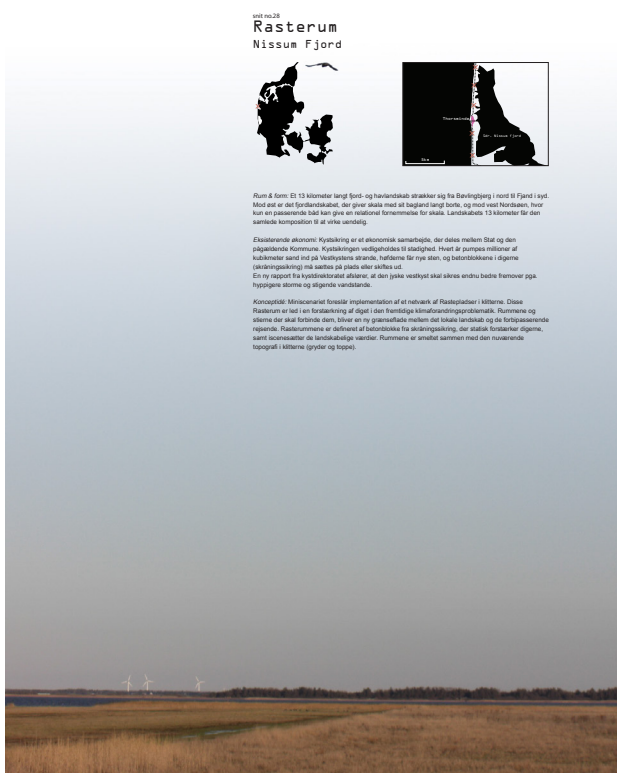 snit no.28
Rasterum
Nissum Fjord
Thorsminde
Sdr. Nissum Fjord
5km
Rum & form: Et 13 kilometer langt fjord- og havlandskab strækker sig fra Bøvlingbjerg i nord til Fjand i syd.
Mod øst er det fjordlandskabet, der giver skala med sit bagland langt borte, og mod vest Nordsøen, hvor
kun en passerende båd kan give en relationel fornemmelse for skala. Landskabets 13 kilometer får den
samlede komposition til at virke uendelig.
Eksisterende økonomi: Kystsikring er et økonomisk samarbejde, der deles mellem Stat og den
pågældende Kommune. Kystsikringen vedligeholdes til stadighed. Hvert år pumpes millioner af
kubikmeter sand ind på Vestkystens strande, høfderne får nye sten, og betonblokkene i digerne
(skråningssikring) må sættes på plads eller skiftes ud.
En ny rapport fra kystdirektoratet afslører, at den jyske vestkyst skal sikres endnu bedre fremover pga.
hyppigere storme og stigende vandstande.
Konceptidé: Miniscenariet foreslår implementation af et netværk af Rastepladser i klitterne. Disse
Rasterum er led i en forstærkning af diget i den fremtidige klimaforandringsproblematik. Rummene og
stierne der skal forbinde dem, bliver en ny grænseflade mellem det lokale landskab og de forbipasserende
rejsende. Rasterummene er defineret af betonblokke fra skråningssikring, der statisk forstærker digerne,
samt iscenesætter de landskabelige værdier. Rummene er smeltet sammen med den nuværende
topografi i klitterne (gryder og toppe).